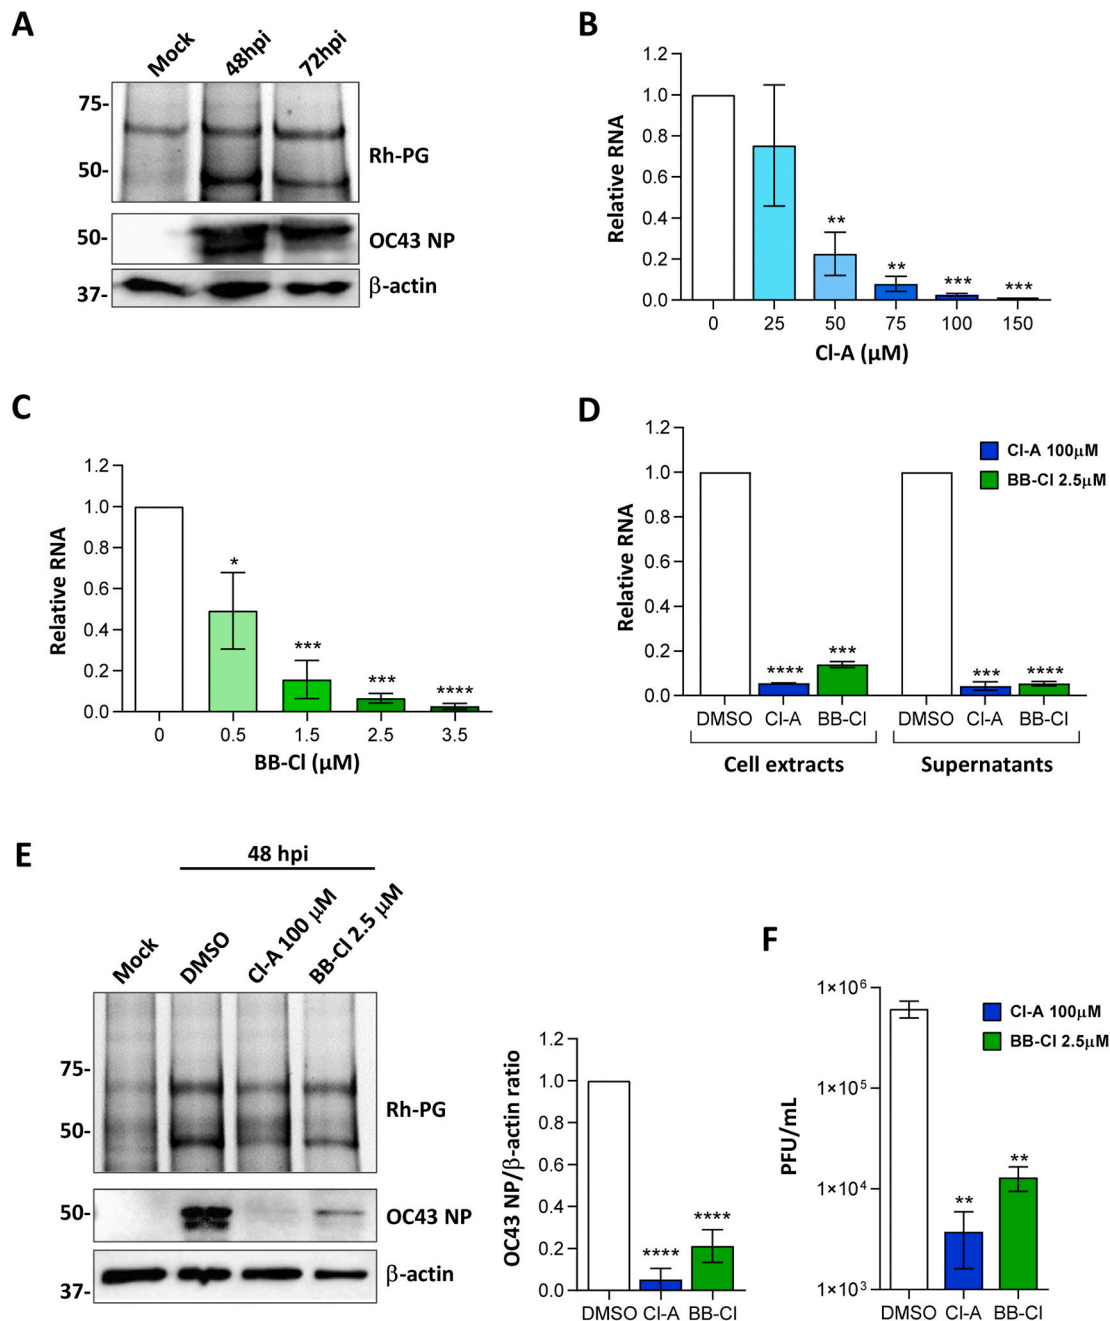 A
Mock
48hpi
72hpi
75-
50-
Rh-PG
50-
OC43 NP
37-
β-actin
B
Relative RNA
1.2
1.0
0.8
0.6
0.4
0.2
0.0
**
**
***
***
0 25 50 75 100 150
Cl-A (μM)
C
Relative RNA
1.2
1.0
0.8
0.6
0.4
0.2
0.0
*
***
***
****
0 0.5 1.5 2.5 3.5
BB-Cl (μM)
D
Relative RNA
1.2
1.0
0.8
0.6
0.4
0.2
0.0
Cl-A 100μM
BB-Cl 2.5μM
****
***
***
****
DMSO Cl-A BB-Cl DMSO Cl-A BB-Cl
Cell extracts Supernatants
E
48 hpi
Mock
DMSO
Cl-A 100 μM
BB-Cl 2.5 μM
75-
50-
Rh-PG
50-
OC43 NP
37-
β-actin
OC43 NP/β-actin ratio
1.2
1.0
0.8
0.6
0.4
0.2
0.0
****
****
DMSO Cl-A BB-Cl
F
PFU/mL
1×10⁶
1×10⁵
1×10⁴
1×10³
Cl-A 100μM
BB-Cl 2.5μM
**
**
DMSO Cl-A BB-Cl